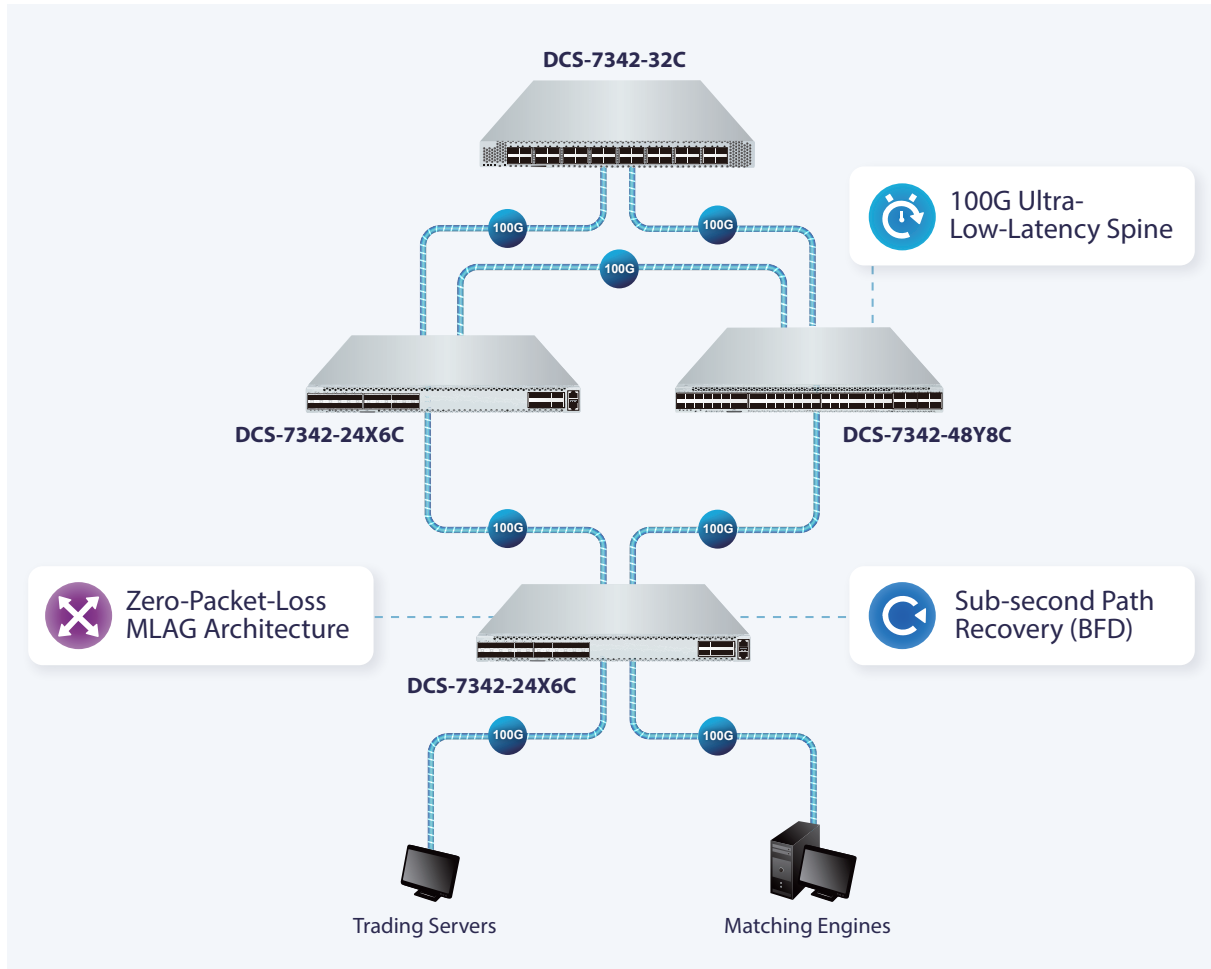 DCS-7342-32C
100G Ultra-
Low-Latency Spine
100G
100G
100G
DCS-7342-24X6C
DCS-7342-48Y8C
100G
100G
Zero-Packet-Loss
MLAG Architecture
Sub-second Path
Recovery (BFD)
DCS-7342-24X6C
100G
100G
Trading Servers
Matching Engines